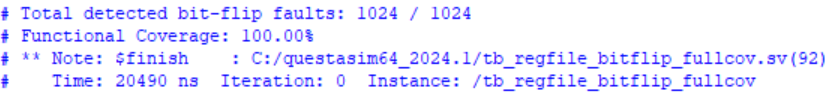 # Total detected bit-flip faults: 1024 / 1024
# Functional Coverage: 100.00%
# ** Note: $finish    : C:/questasim64_2024.1/tb_regfile_bitflip_fullcov.sv(92)
#    Time: 20490 ns  Iteration: 0  Instance: /tb_regfile_bitflip_fullcov